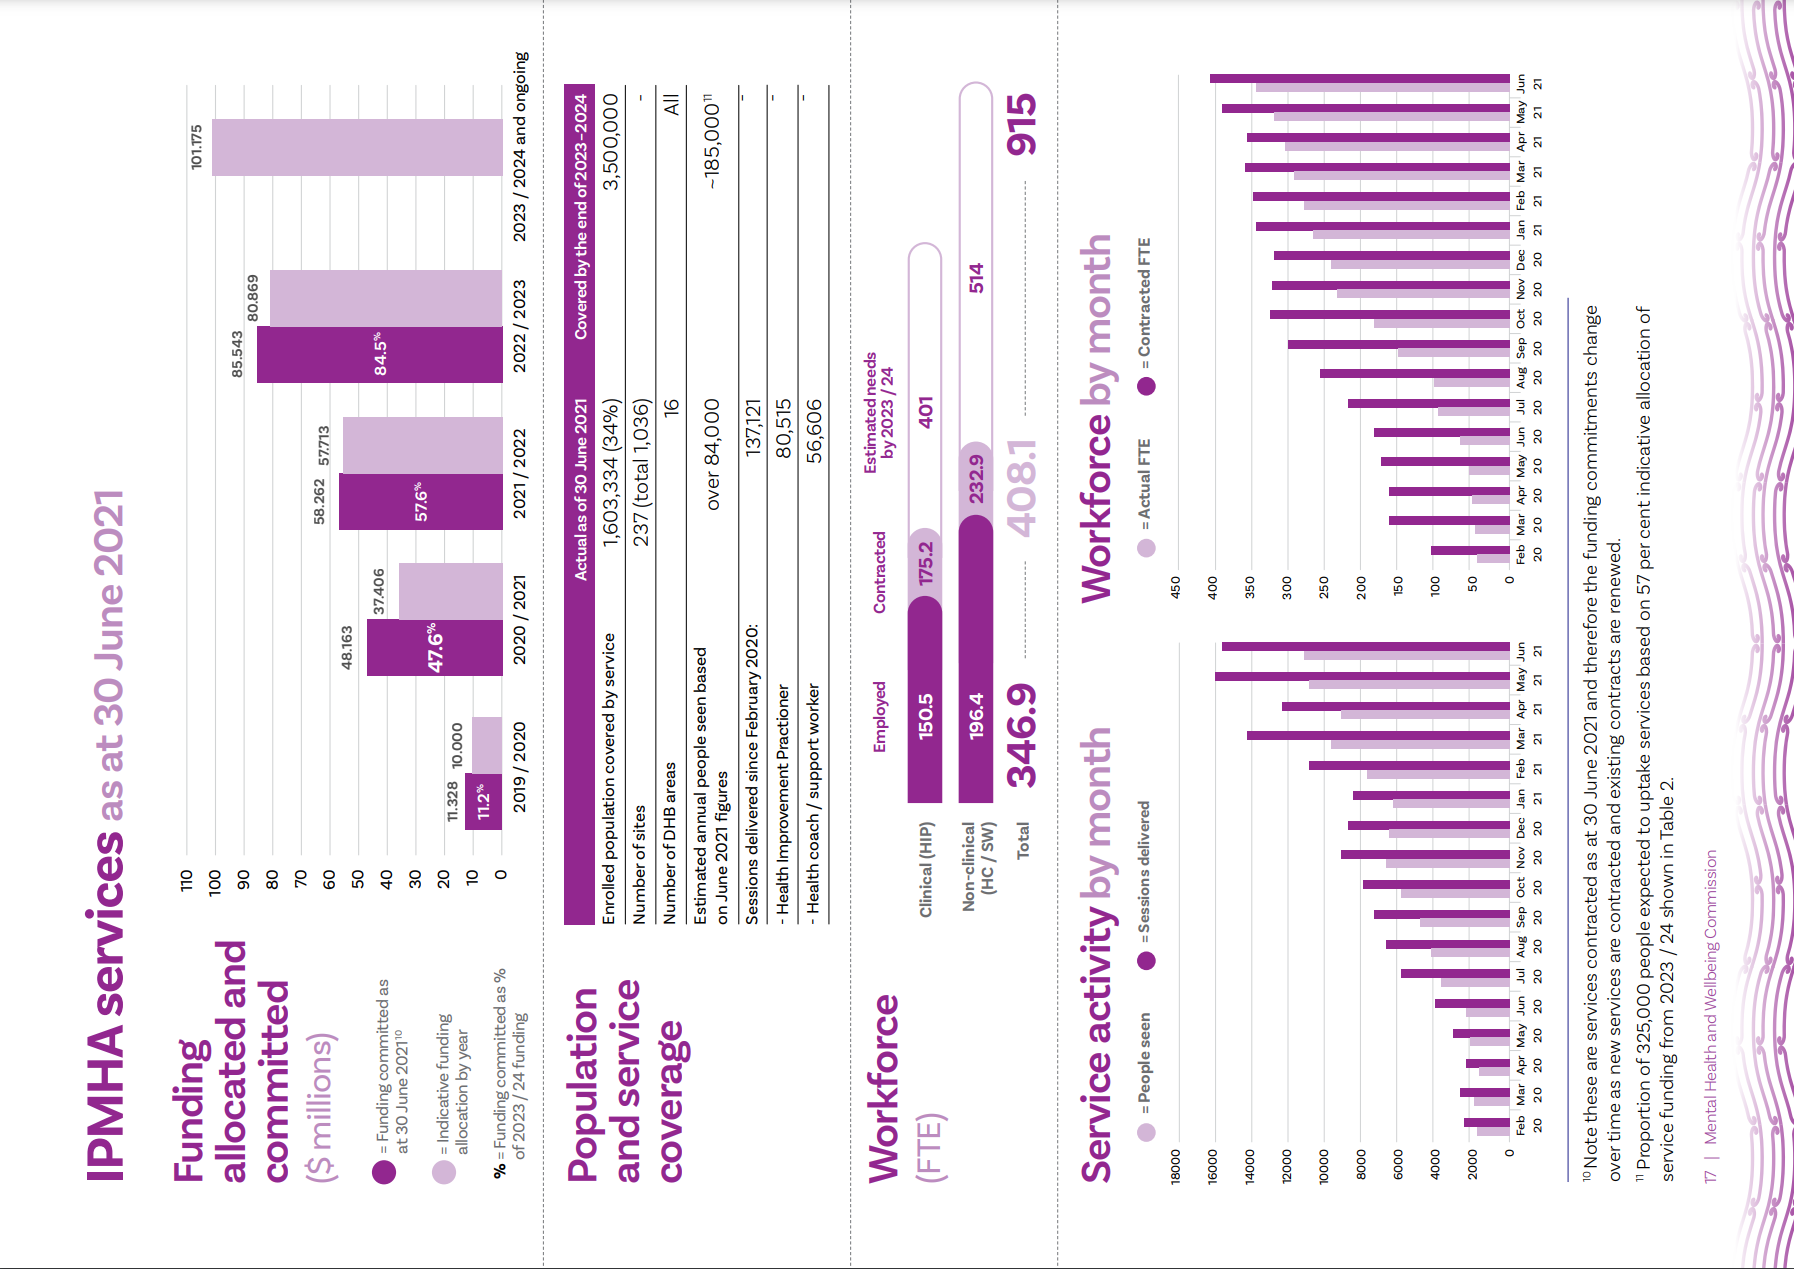 IPMHA services as at 30 June 2021
Funding
allocated and
committed
($ millions)
= Funding committed as
at 30 June 2021¹⁰
= Indicative funding
allocation by year
% = Funding committed as %
of 2023 / 24 funding
110
100
90
80
70
60
50
40
30
20
10
0
11.328
10.000
11.2%
2019 / 2020
48.163
37.406
47.6%
2020 / 2021
58.262
57.713
57.6%
2021 / 2022
85.543
80.869
84.5%
2022 / 2023
101.175
2023 / 2024 and ongoing
Population
and service
coverage
Actual as of 30 June 2021 Covered by the end of 2023–2024
Enrolled population covered by service 1,603,334 (34%) 3,500,000
Number of sites 237 (total 1,036) -
Number of DHB areas 16 All
Estimated annual people seen based
on June 2021 figures over 84,000 ~185,000¹¹
Sessions delivered since February 2020: 137,121 -
- Health Improvement Practioner 80,515 -
- Health coach / support worker 56,606 -
Workforce
(FTE)
Employed Contracted Estimated needs
by 2023 / 24
Clinical (HIP) 150.5 175.2 401
Non-clinical
(HC / SW) 196.4 232.9 514
Total 346.9 408.1 915
Service activity by month
= People seen = Sessions delivered
18000
16000
14000
12000
10000
8000
6000
4000
2000
0
Feb Mar Apr May Jun Jul Aug Sep Oct Nov Dec Jan Feb Mar Apr May Jun
20 20 20 20 20 20 20 20 20 20 20 21 21 21 21 21 21
Workforce by month
= Actual FTE = Contracted FTE
450
400
350
300
250
200
150
100
50
0
Feb Mar Apr May Jun Jul Aug Sep Oct Nov Dec Jan Feb Mar Apr May Jun
20 20 20 20 20 20 20 20 20 20 20 21 21 21 21 21 21
¹⁰ Note these are services contracted as at 30 June 2021 and therefore the funding commitments change
over time as new services are contracted and existing contracts are renewed.
¹¹ Proportion of 325,000 people expected to uptake services based on 57 per cent indicative allocation of
service funding from 2023 / 24 shown in Table 2.
17 | Mental Health and Wellbeing Commission